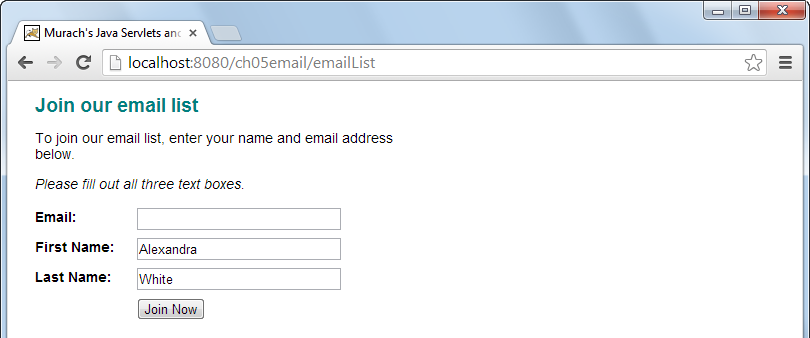 Murach's Java Servlets and
localhost:8080/ch05email/emailList
Join our email list
To join our email list, enter your name and email address
below.
Please fill out all three text boxes.
Email:
First Name: Alexandra
Last Name: White
Join Now